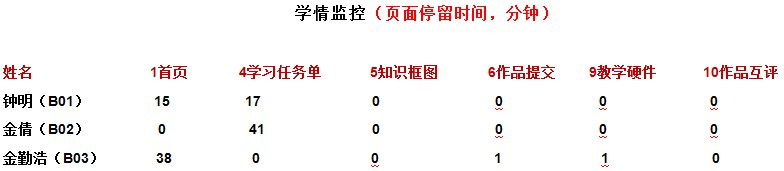 学情监控（页面停留时间，分钟）
姓名 1首页 4学习任务单 5知识框图 6作品提交 9教学硬件 10作品互评
钟明（B01） 15 17 0 0 0 0
金倩（B02） 0 41 0 0 0 0
金勤浩（B03） 38 0 0 1 1 0